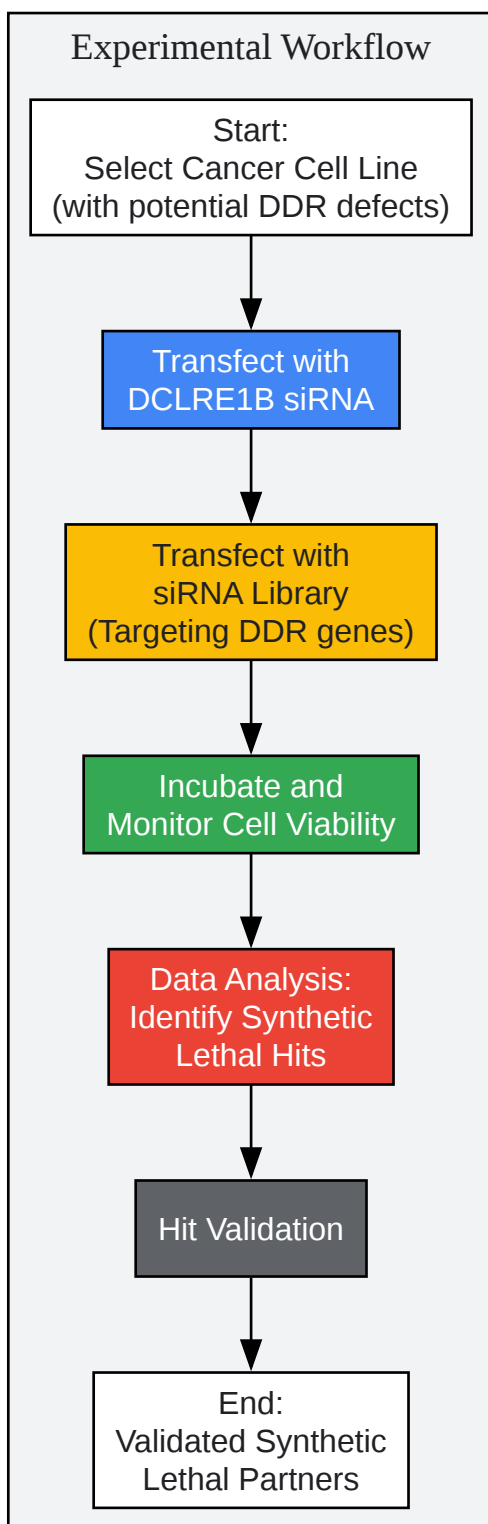 Experimental Workflow
Start:
Select Cancer Cell Line
(with potential DDR defects)
Transfect with
DCLRE1B siRNA
Transfect with
siRNA Library
(Targeting DDR genes)
Incubate and
Monitor Cell Viability
Data Analysis:
Identify Synthetic
Lethal Hits
Hit Validation
End:
Validated Synthetic
Lethal Partners